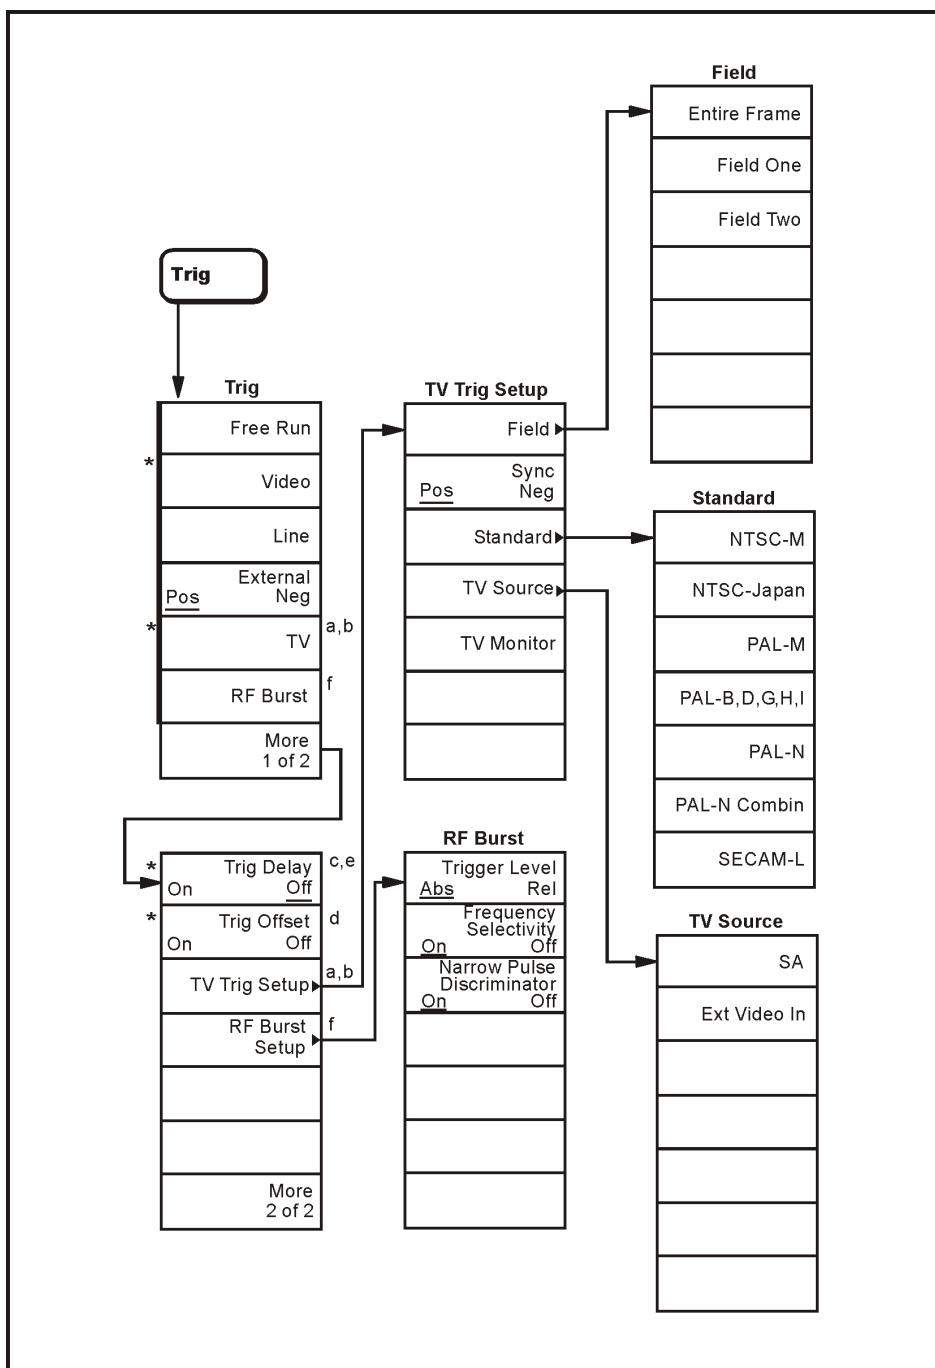 Trig
Trig
Free Run
*
Video
Line
External
Pos Neg
*
TV
a,b
RF Burst
f
More
1 of 2
*
Trig Delay
c,e
On Off
*
Trig Offset
d
On Off
TV Trig Setup
a,b
RF Burst
f
Setup
More
2 of 2
TV Trig Setup
Field
Sync
Pos Neg
Standard
TV Source
TV Monitor
RF Burst
Trigger Level
Abs Rel
Frequency
Selectivity
On Off
Narrow Pulse
Discriminator
On Off
Field
Entire Frame
Field One
Field Two
Standard
NTSC-M
NTSC-Japan
PAL-M
PAL-B,D,G,H,I
PAL-N
PAL-N Combin
SECAM-L
TV Source
SA
Ext Video In